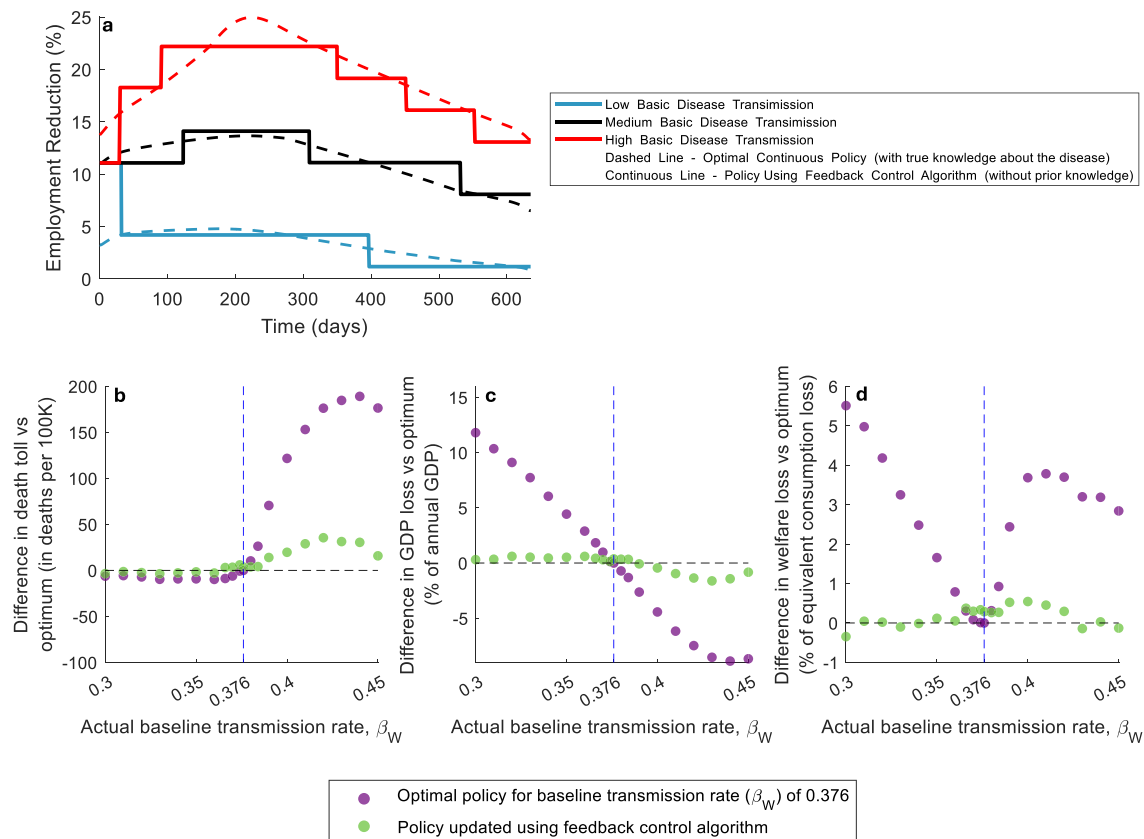 a
Employment Reduction (%)
25
20
15
10
5
0
0 100 200 300 400 500 600
Time (days)
Low Basic Disease Transimission
Medium Basic Disease Transmission
High Basic Disease Transmission
Dashed Line - Optimal Continuous Policy (with true knowledge about the disease)
Continuous Line - Policy Using Feedback Control Algorithm (without prior knowledge)
b
Difference in death toll vs
optimum (in deaths per 100K)
200
150
100
50
0
-50
-100
0.3 0.35 0.376 0.4 0.45
Actual baseline transmission rate, β_W
c
Difference in GDP loss vs optimum
(% of annual GDP)
15
10
5
0
-5
0.3 0.35 0.376 0.4 0.45
Actual baseline transmission rate, β_W
d
Difference in welfare loss vs optimum
(% of equivalent consumption loss)
6
5
4
3
2
1
0
-1
0.3 0.35 0.376 0.4 0.45
Actual baseline transmission rate, β_W
Optimal policy for baseline transmission rate (β_W) of 0.376
Policy updated using feedback control algorithm